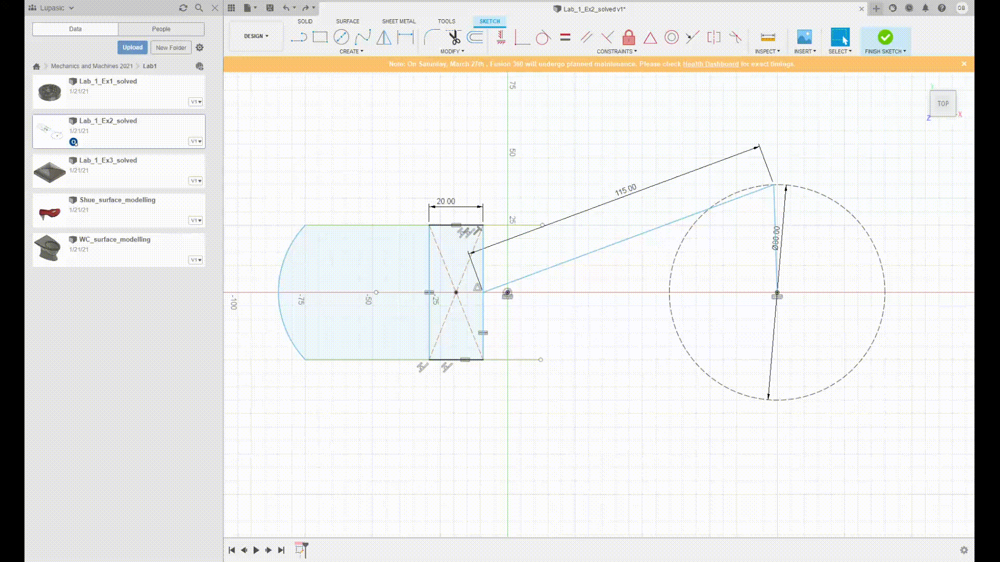 Lupasic
Lab_1_Ex2_solved v1*
OB
Data
People
Upload
New Folder
Mechanics and Machines 2021
Lab1
Lab_1_Ex1_solved
1/21/21
V1
Lab_1_Ex2_solved
1/21/21
V1
Lab_1_Ex3_solved
1/21/21
V1
Shue_surface_modelling
1/21/21
V1
WC_surface_modelling
1/21/21
V1
SOLID
SURFACE
SHEET METAL
TOOLS
SKETCH
DESIGN
CREATE
MODIFY
CONSTRAINTS
INSPECT
INSERT
SELECT
FINISH SKETCH
Note: On Saturday, March 27th , Fusion 360 will undergo planned maintenance. Please check Health Dashboard for exact timings
75
TOP
X
Z
50
115.00
20.00
25
Ø80.00
-100
-75
-50
-25